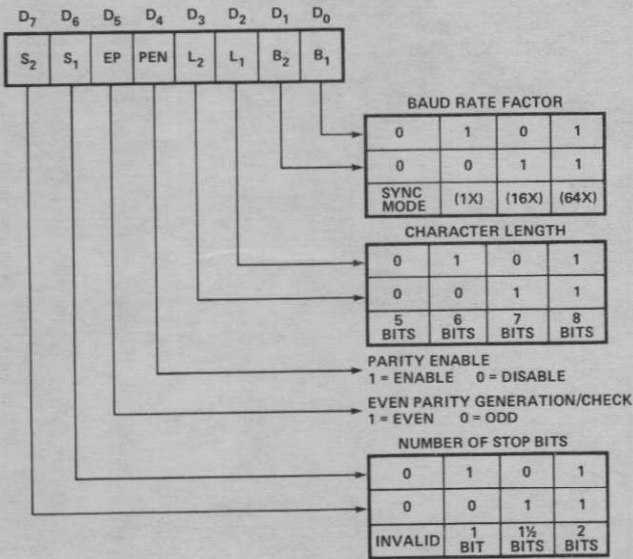 D7 D6 D5 D4 D3 D2 D1 D0
S2 S1 EP PEN L2 L1 B2 B1
BAUD RATE FACTOR
0 1 0 1
0 0 1 1
SYNC MODE (1X) (16X) (64X)
CHARACTER LENGTH
0 1 0 1
0 0 1 1
5 BITS 6 BITS 7 BITS 8 BITS
PARITY ENABLE
1 = ENABLE 0 = DISABLE
EVEN PARITY GENERATION/CHECK
1 = EVEN 0 = ODD
NUMBER OF STOP BITS
0 1 0 1
0 0 1 1
INVALID 1 BIT 1½ BITS 2 BITS